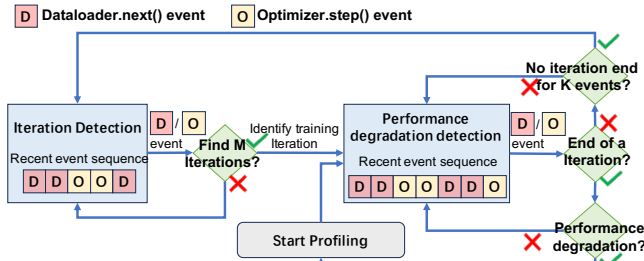 D Dataloader.next() event O Optimizer.step() event
No iteration end
for K events?
Iteration Detection
Recent event sequence
D D O O D
D / O
event
Find M
Iterations?
Identify training
Iteration
Performance
degradation detection
Recent event sequence
D D O O D D O
D / O
event
End of a
Iteration?
Performance
degradation?
Start Profiling